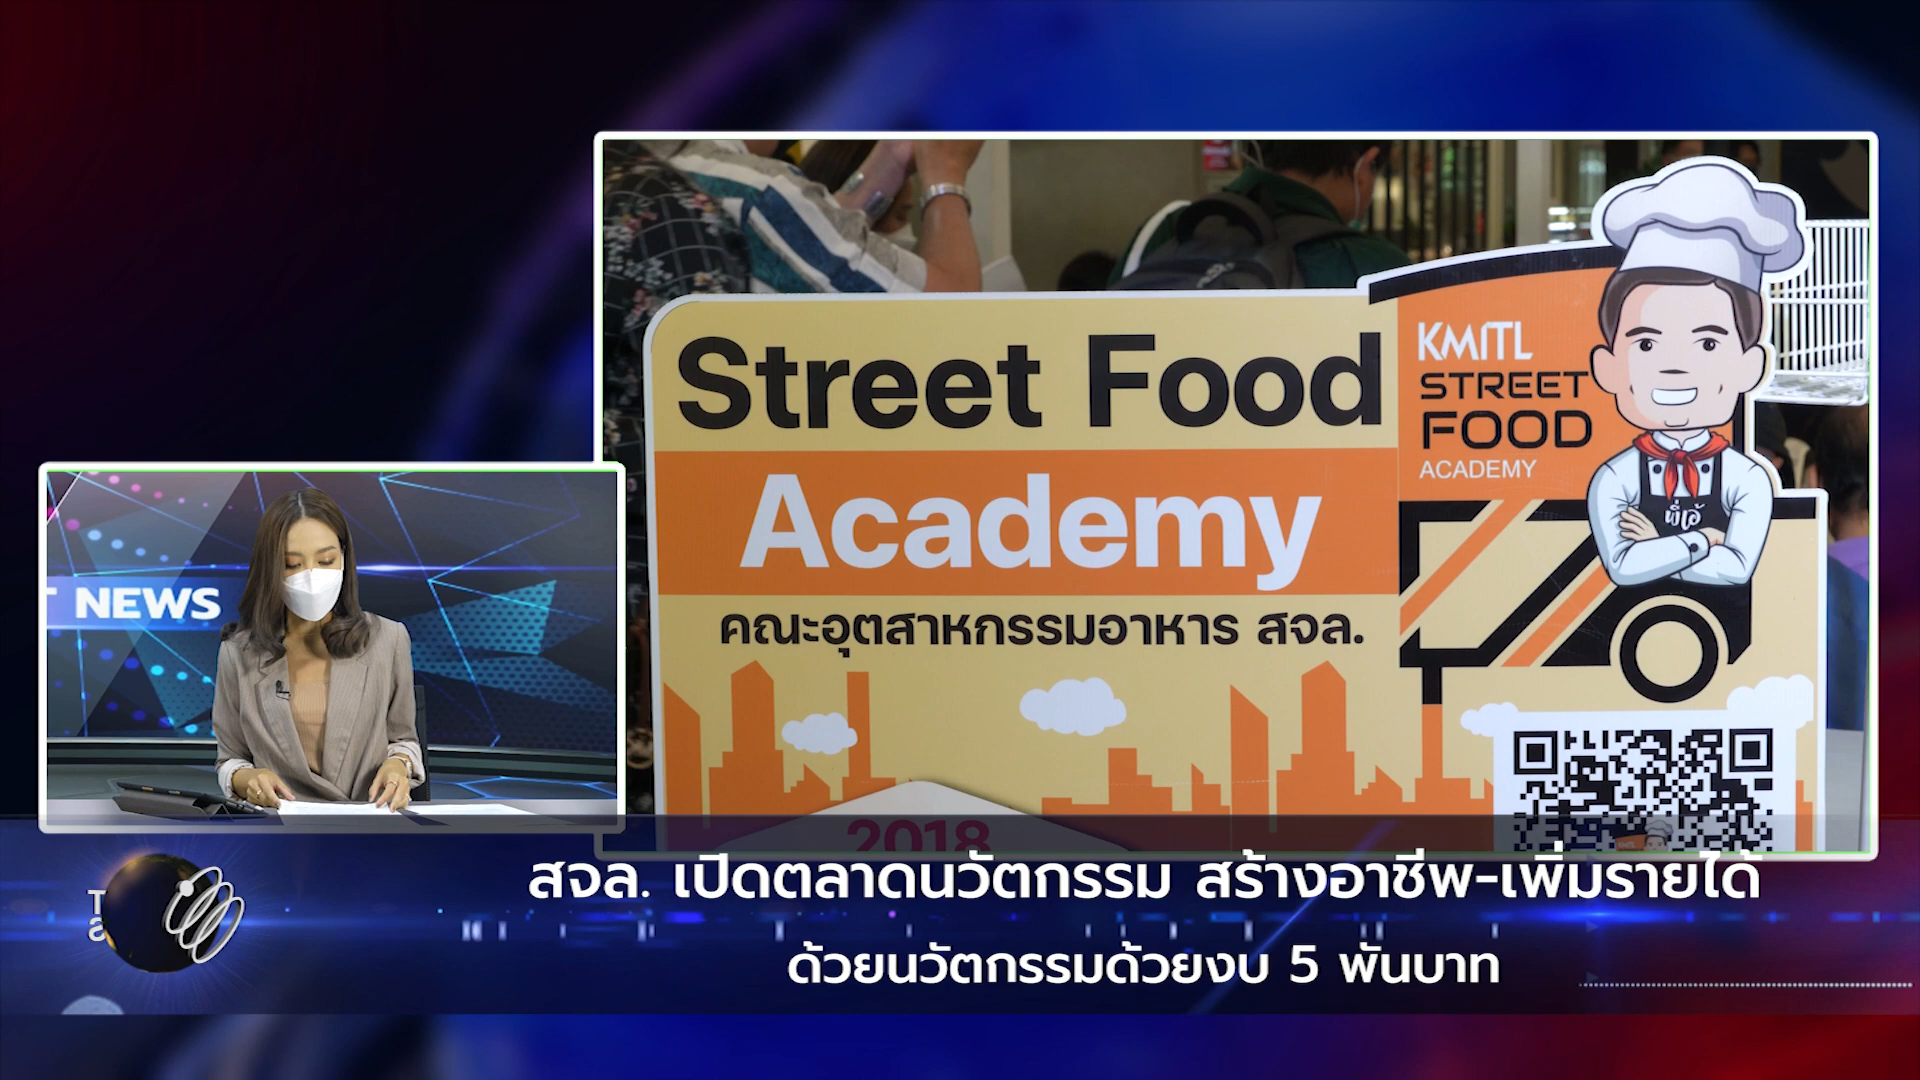 Street Food
Academy
คณะอุตสาหกรรมอาหาร สจล.
KMITL
STREET
FOOD
ACADEMY
พี่เอ้
NEWS
2018
สจล. เปิดตลาดนวัตกรรม สร้างอาชีพ-เพิ่มรายได้
ด้วยนวัตกรรมด้วยงบ 5 พันบาท